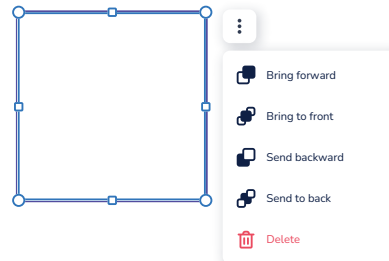 Bring forward
Bring to front
Send backward
Send to back
Delete